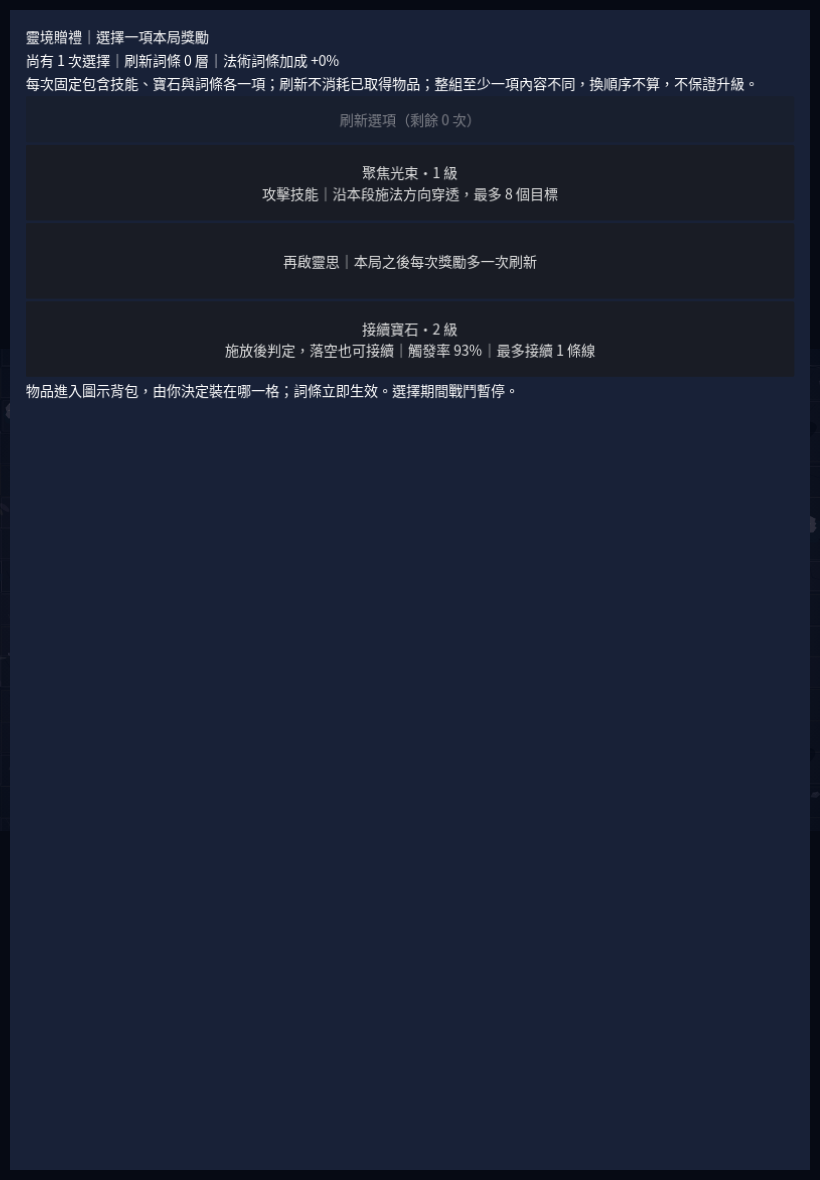 靈境贈禮｜選擇一項本局獎勵
尚有 1 次選擇｜刷新詞條 0 層｜法術詞條加成 +0%
每次固定包含技能、寶石與詞條各一項；刷新不消耗已取得物品；整組至少一項內容不同，換順序不算，不保證升級。
刷新選項（剩餘 0 次）
聚焦光束・1 級
攻擊技能｜沿本段施法方向穿透，最多 8 個目標
再啟靈思｜本局之後每次獎勵多一次刷新
接續寶石・2 級
施放後判定，落空也可接續｜觸發率 93%｜最多接續 1 條線
物品進入圖示背包，由你決定裝在哪一格；詞條立即生效。選擇期間戰鬥暫停。